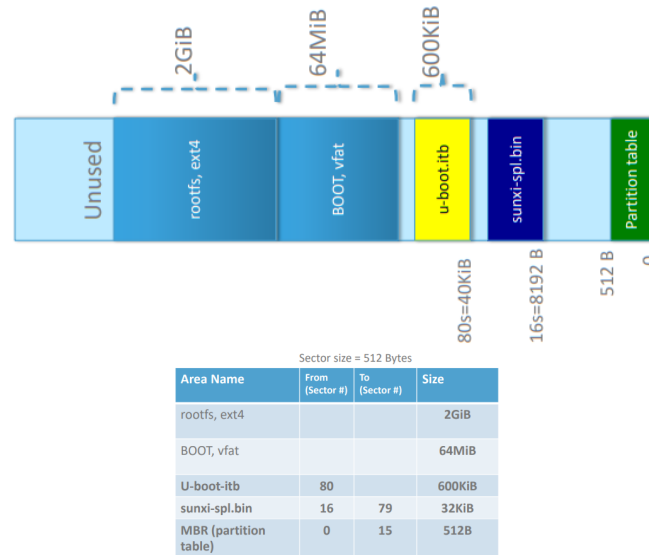 2GiB
64MiB
600KiB
Unused
rootfs, ext4
BOOT, vfat
u-boot.itb
sunxi-spl.bin
Partition table
80s=40KiB
16s=8192 B
512 B
Sector size = 512 Bytes
Area Name From (Sector #) To (Sector #) Size
rootfs, ext4 2GiB
BOOT, vfat 64MiB
U-boot-itb 80 600KiB
sunxi-spl.bin 16 79 32KiB
MBR (partition table) 0 15 512B